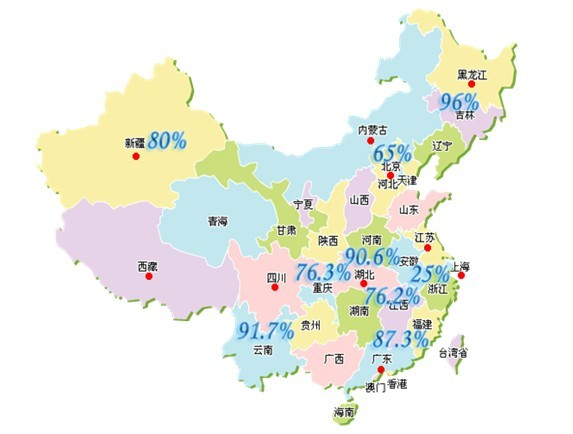 黑龙江
96%
吉林
内蒙古
新疆
80%
辽宁
65%
北京
天津
河北
山西
宁夏
山东
青海
甘肃
陕西
河南
江苏
90.6%
安徽
西藏
上海
76.3%
25%
四川
湖北
重庆
浙江
76.2%
江西
湖南
贵州
福建
91.7%
87.3%
云南
广西
广东
台湾省
澳门
香港
海南